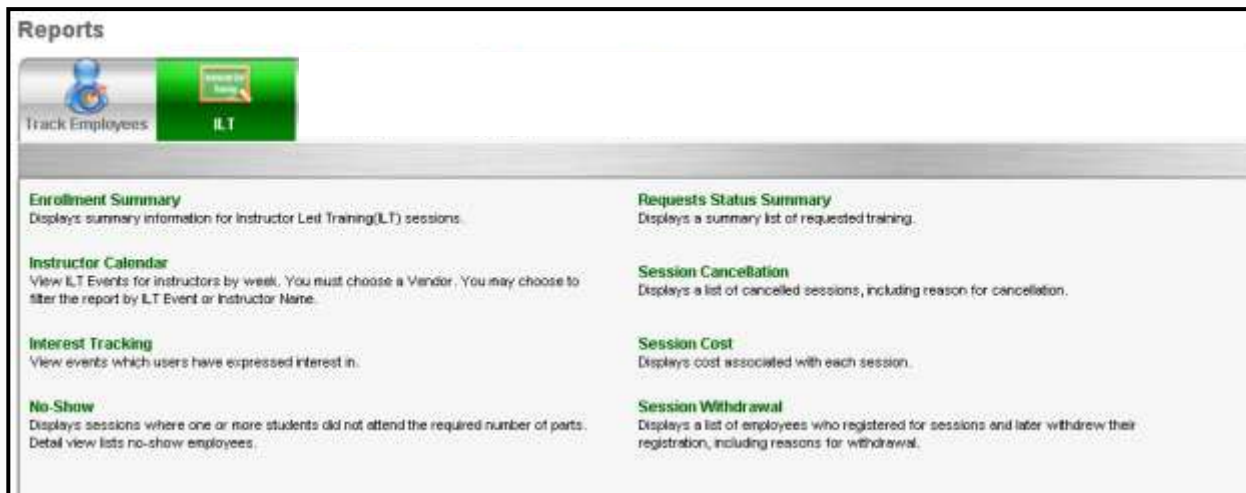 Reports
Track Employees
ILT
Enrollment Summary
Displays summary information for Instructor Led Training(ILT) sessions.
Instructor Calendar
View ILT Events for instructors by week. You must choose a Vendor. You may choose to
filter the report by ILT Event or Instructor Name.
Interest Tracking
View events which users have expressed interest in.
No-Show
Displays sessions where one or more students did not attend the required number of parts.
Detail view lists no-show employees.
Requests Status Summary
Displays a summary list of requested training.
Session Cancellation
Displays a list of cancelled sessions, including reason for cancellation.
Session Cost
Displays cost associated with each session.
Session Withdrawal
Displays a list of employees who registered for sessions and later withdrew their
registration, including reasons for withdrawal.